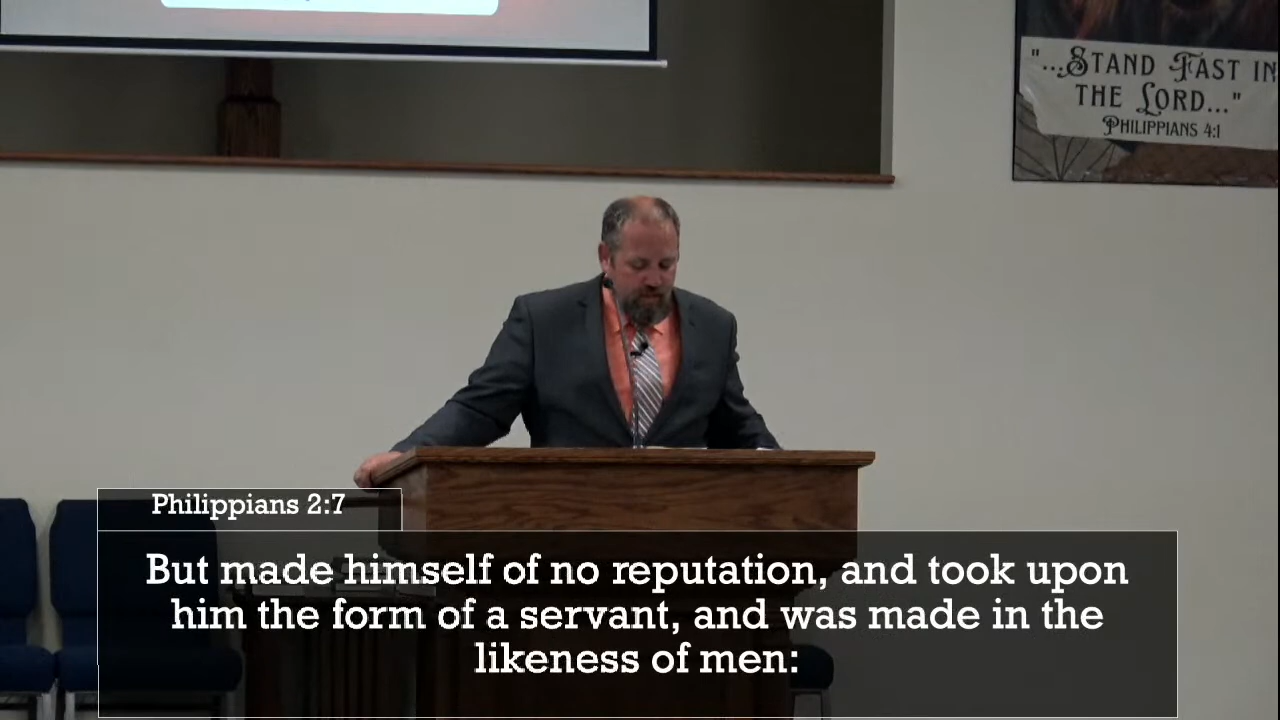 "...STAND FAST IN
THE LORD..."
PHILIPPIANS 4:1
Philippians 2:7
But made himself of no reputation, and took upon
him the form of a servant, and was made in the
likeness of men: